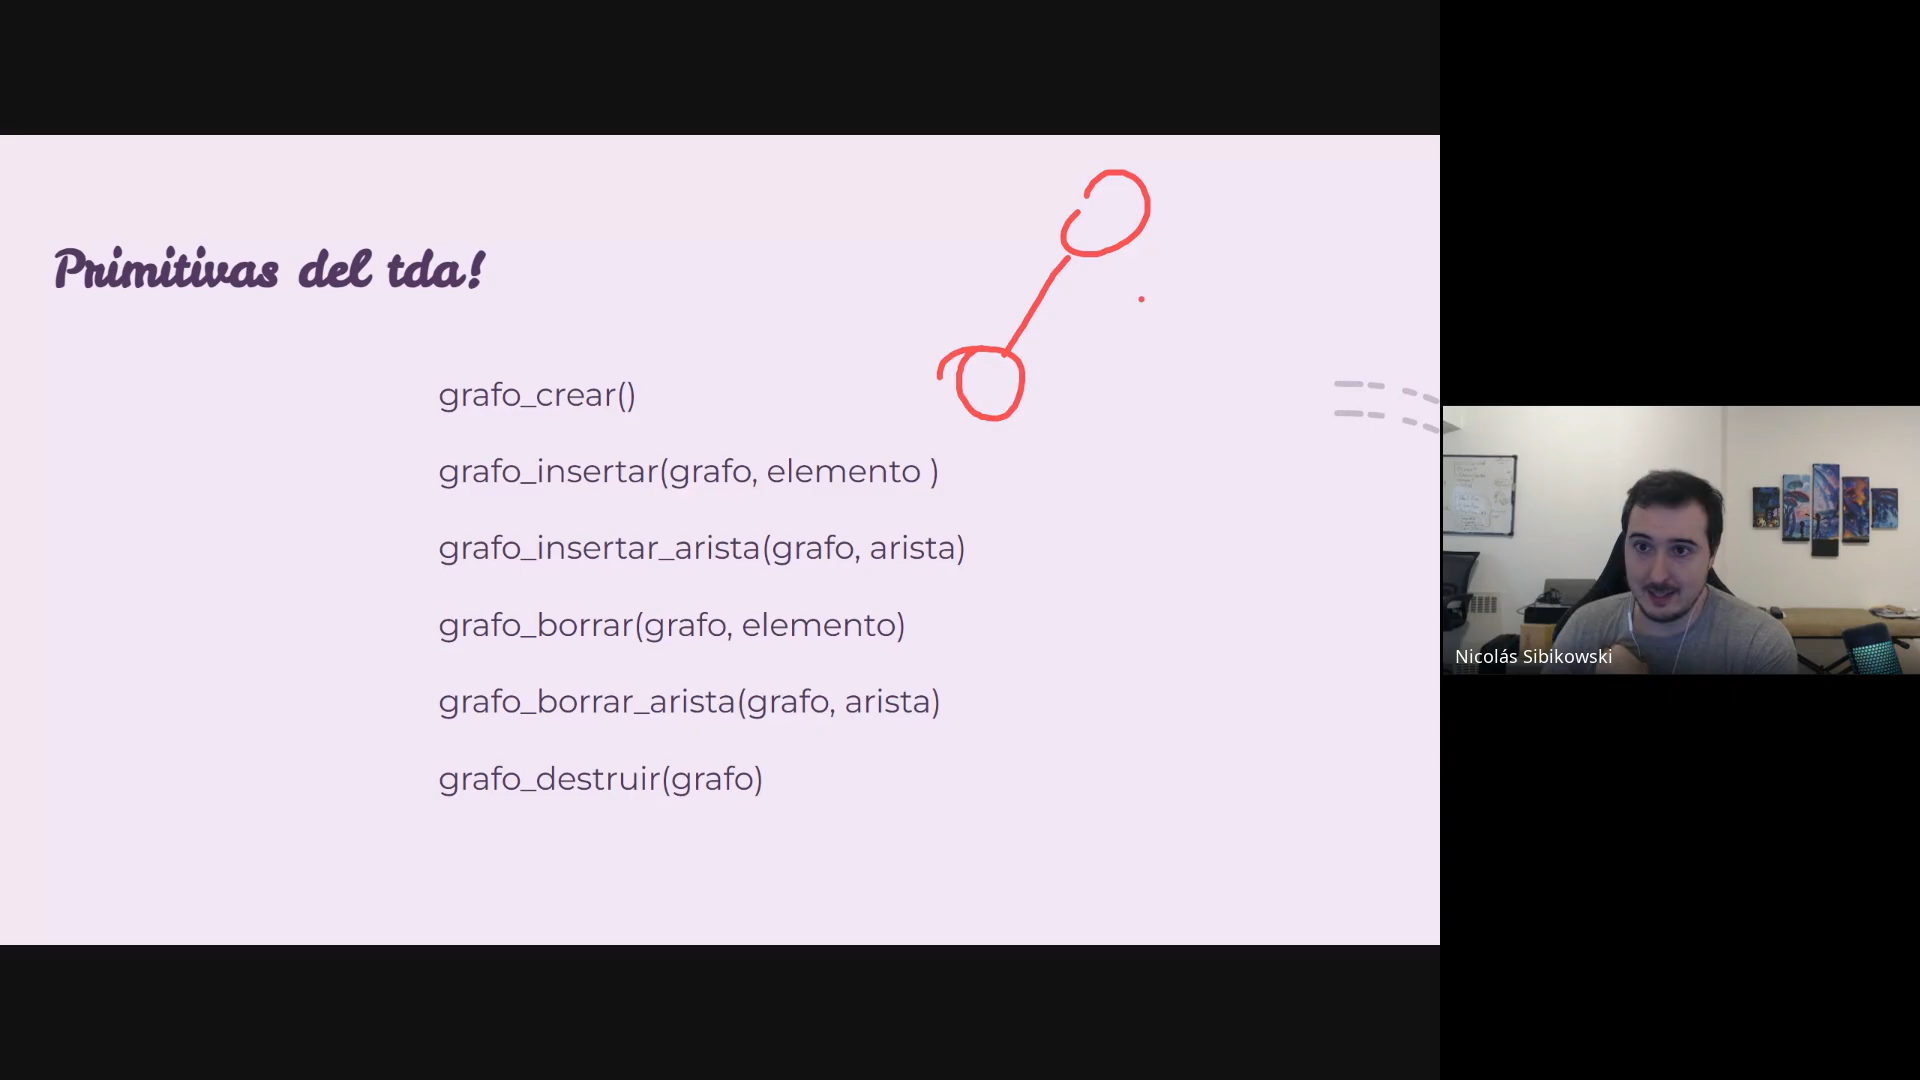 Primitivas del tda!
grafo_crear()
grafo_insertar(grafo, elemento )
grafo_insertar_arista(grafo, arista)
grafo_borrar(grafo, elemento)
grafo_borrar_arista(grafo, arista)
grafo_destruir(grafo)
Nicolás Sibikowski